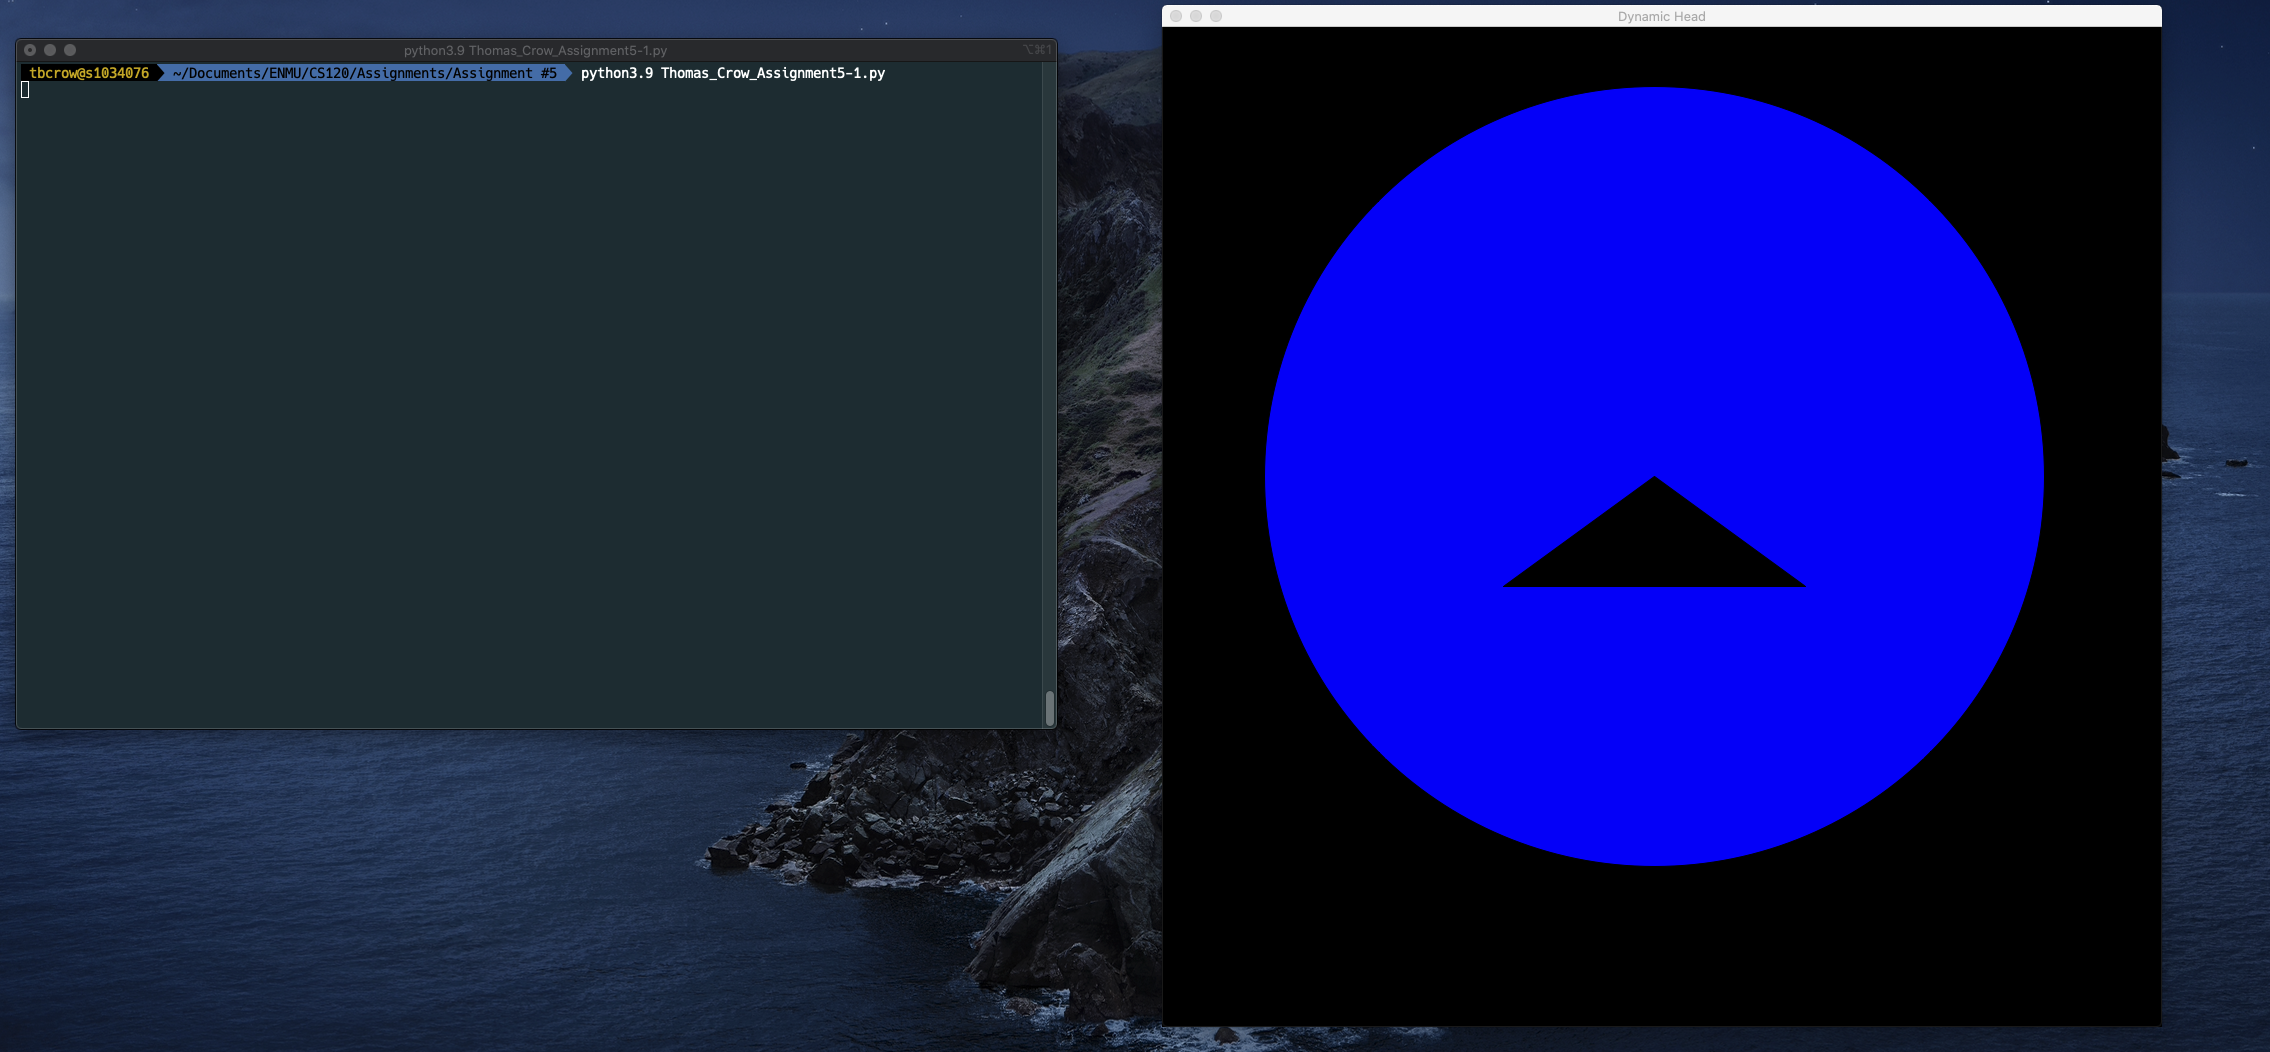 python3.9 Thomas_Crow_Assignment5-1.py
⌥⌘1
tbcrow@s1034076 ~/Documents/ENMU/CS120/Assignments/Assignment #5 python3.9 Thomas_Crow_Assignment5-1.py
Dynamic Head